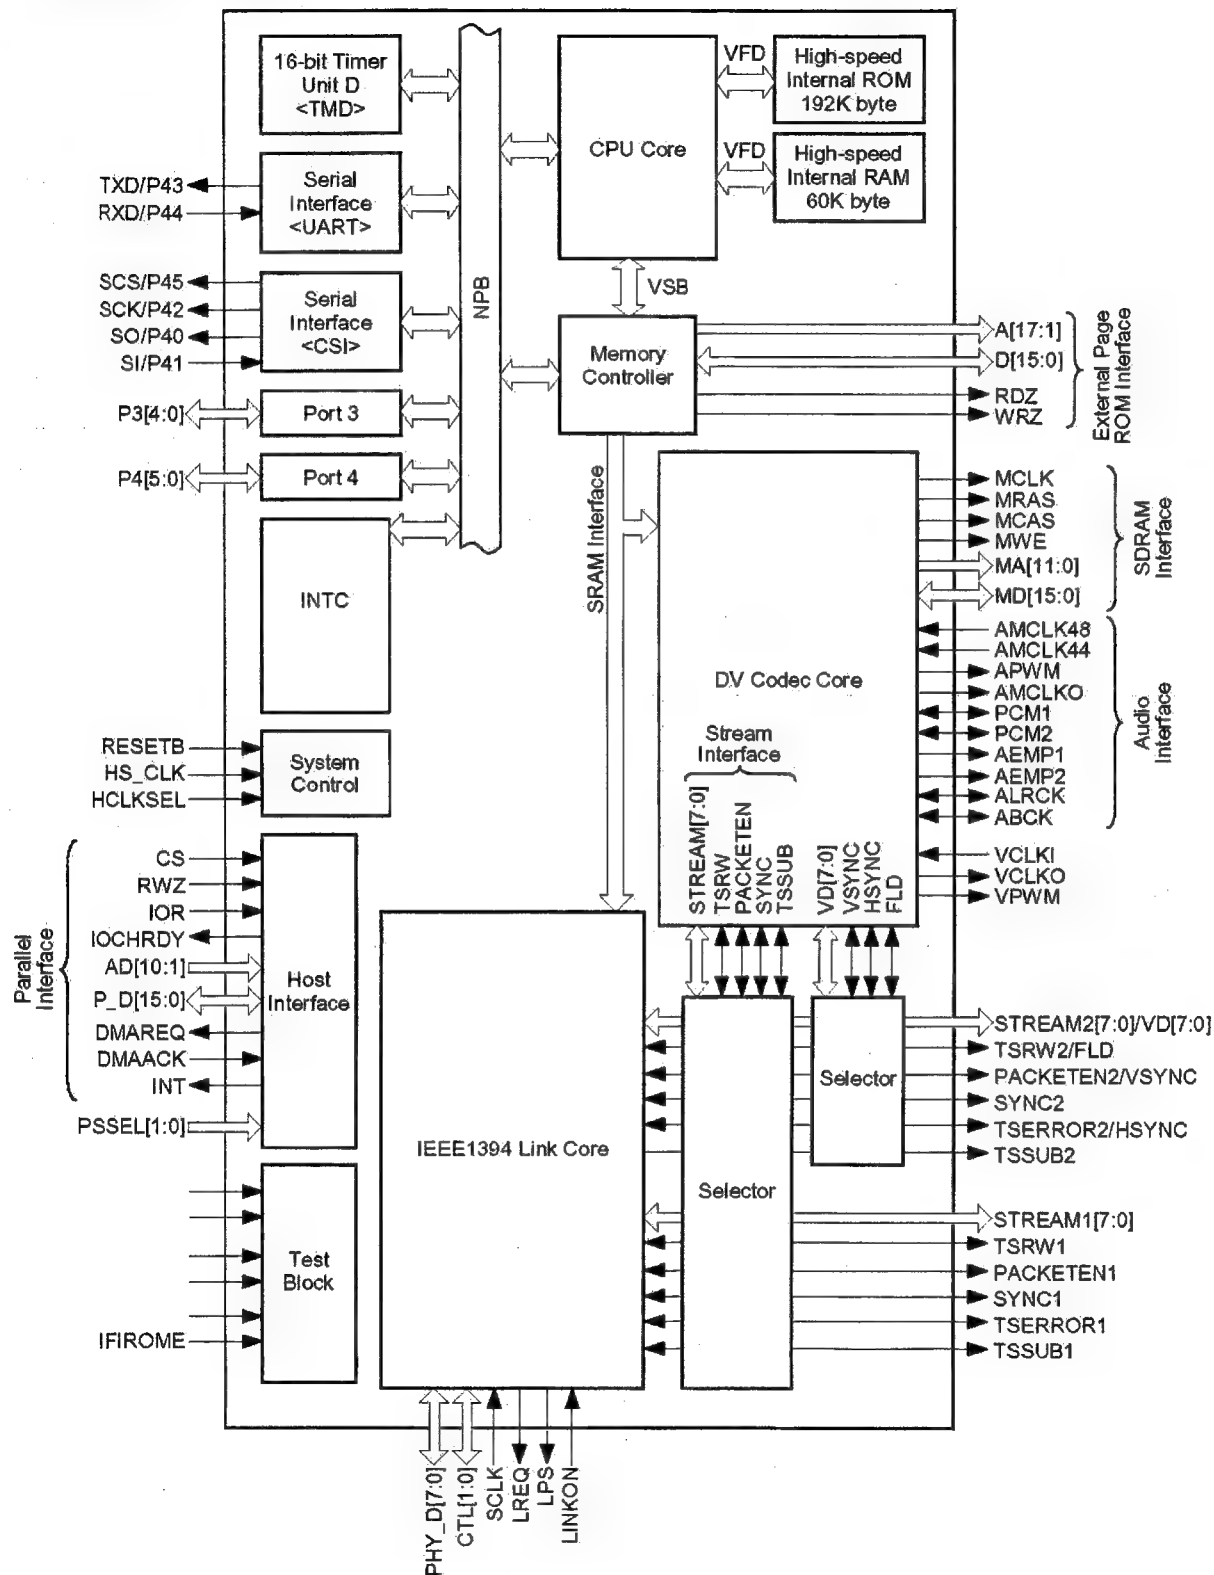 16-bit Timer
Unit D
<TMD>
Serial
Interface
<UART>
TXD/P43
RXD/P44
Serial
Interface
<CSI>
SCS/P45
SCK/P42
SO/P40
SI/P41
P3[4:0]
Port 3
P4[5:0]
Port 4
INTC
NPB
CPU Core
VFD
High-speed
Internal ROM
192K byte
VFD
High-speed
Internal RAM
60K byte
VSB
Memory
Controller
A[17:1]
D[15:0]
RDZ
WRZ
External Page
ROM Interface
SRAM Interface
DV Codec Core
MCLK
MRAS
MCAS
MWE
MA[11:0]
MD[15:0]
SDRAM
Interface
AMCLK48
AMCLK44
APWM
AMCLKO
PCM1
PCM2
AEMP1
AEMP2
ALRCK
ABCK
Audio
Interface
VCLKI
VCLKO
VPWM
Stream
Interface
STREAM[7:0]
TSRW
PACKETEN
SYNC
TSSUB
VD[7:0]
VSYNC
HSYNC
FLD
RESETB
HS_CLK
HCLKSEL
System
Control
Parallel
Interface
CS
RWZ
IOR
IOCHRDY
AD[10:1]
P_D[15:0]
DMAREQ
DMAACK
INT
PSSEL[1:0]
Host
Interface
IFIROME
Test
Block
IEEE1394 Link Core
Selector
Selector
STREAM2[7:0]/VD[7:0]
TSRW2/FLD
PACKETEN2/VSYNC
SYNC2
TSERROR2/HSYNC
TSSUB2
STREAM1[7:0]
TSRW1
PACKETEN1
SYNC1
TSERROR1
TSSUB1
PHY_D[7:0]
CTL[1:0]
SCLK
LREQ
LPS
LINKON